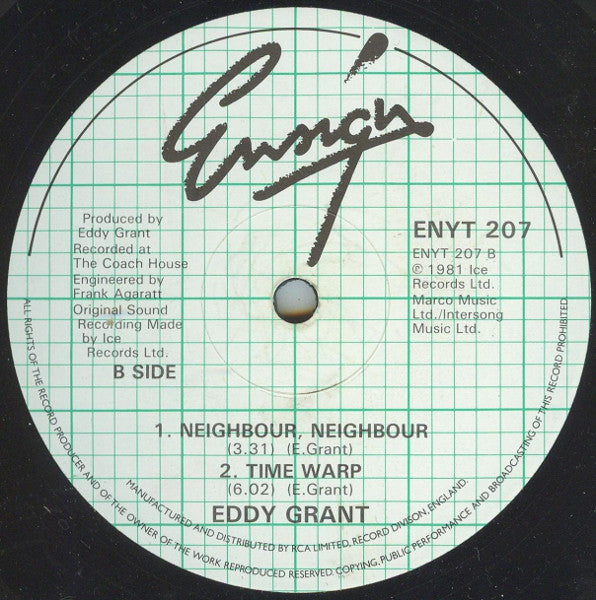 Ensign
Produced by
Eddy Grant
Recorded at
The Coach House
Engineered by
Frank Agaratt
Original Sound
Recording Made
by Ice
Records Ltd.
B SIDE
ENYT 207
ENYT 207 B
℗ 1981 Ice
Records Ltd.
Marco Music
Ltd./Intersong
Music Ltd.
1. NEIGHBOUR, NEIGHBOUR
(3.31) (E.Grant)
2. TIME WARP
(6.02) (E.Grant)
EDDY GRANT
MANUFACTURED AND DISTRIBUTED BY RCA LIMITED, RECORD DIVISON, ENGLAND.
ALL RIGHTS OF THE RECORD PRODUCER AND OF THE OWNER OF THE WORK REPRODUCED RESERVED. COPYING, PUBLIC PERFORMANCE AND BROADCASTING OF THIS RECORD PROHIBITED.